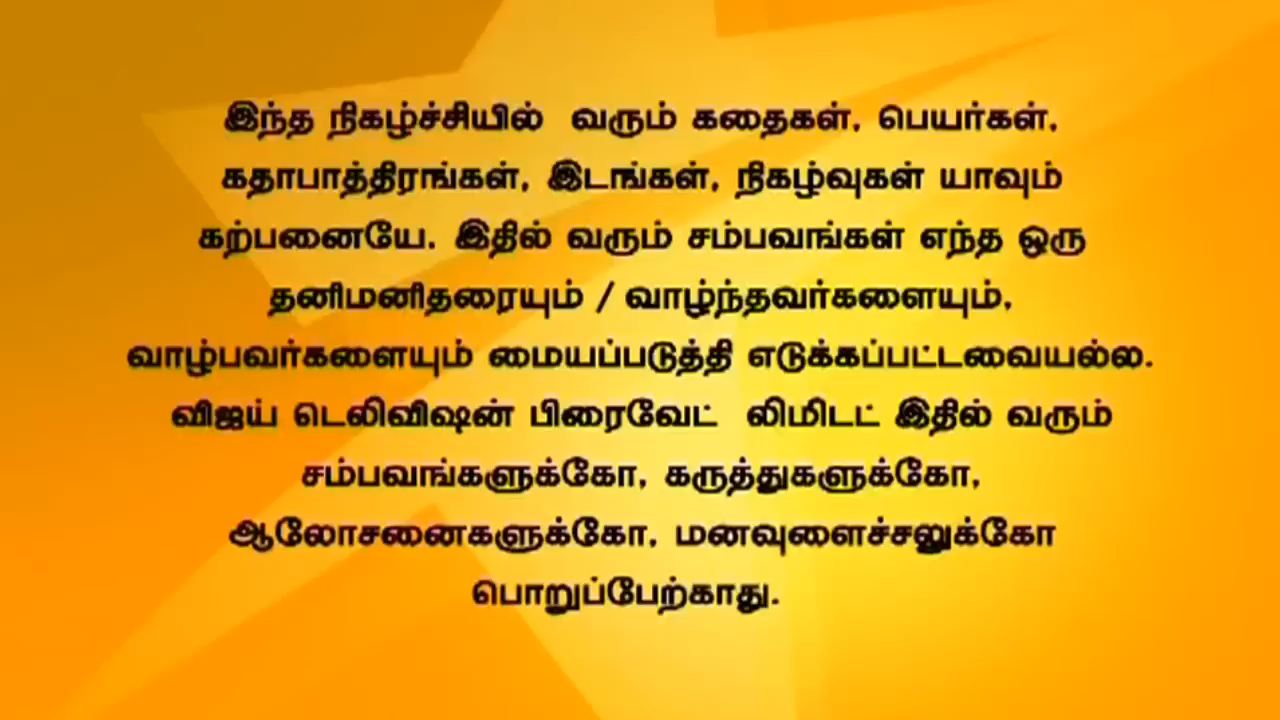 இந்த நிகழ்ச்சியில் வரும் கதைகள், பெயர்கள்,
கதாபாத்திரங்கள், இடங்கள், நிகழ்வுகள் யாவும்
கற்பனையே. இதில் வரும் சம்பவங்கள் எந்த ஒரு
தனிமனிதரையும் / வாழ்ந்தவர்களையும்,
வாழ்பவர்களையும் மையப்படுத்தி எடுக்கப்பட்டவையல்ல.
விஜய் டெலிவிஷன் பிரைவேட் லிமிடட் இதில் வரும்
சம்பவங்களுக்கோ, கருத்துகளுக்கோ,
ஆலோசனைகளுக்கோ, மனவுளைச்சலுக்கோ
பொறுப்பேற்காது.